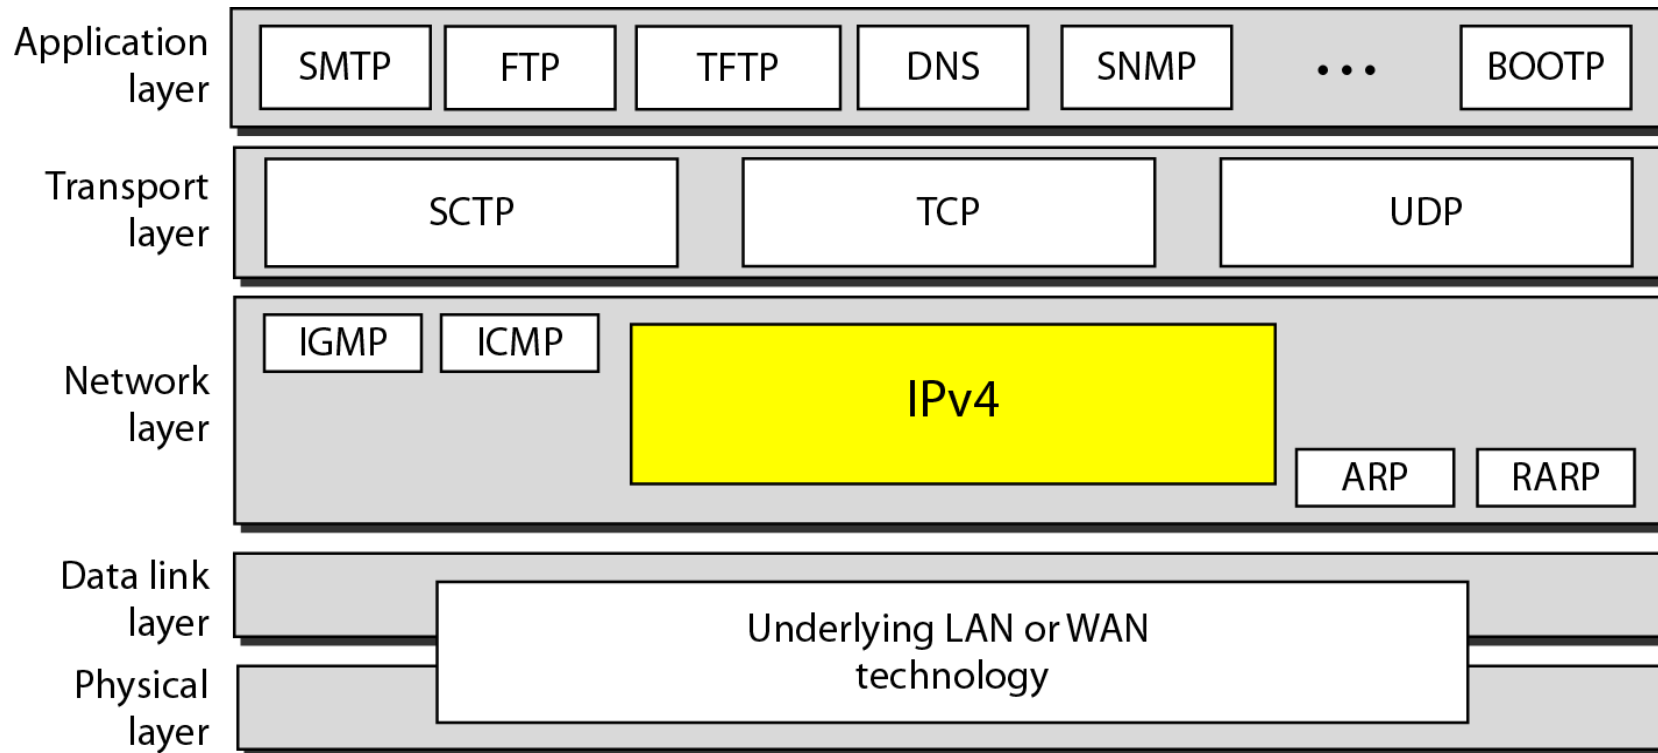 Application
layer
SMTP
FTP
TFTP
DNS
SNMP
...
BOOTP
Transport
layer
SCTP
TCP
UDP
Network
layer
IGMP
ICMP
IPv4
ARP
RARP
Data link
layer
Underlying LAN or WAN
technology
Physical
layer